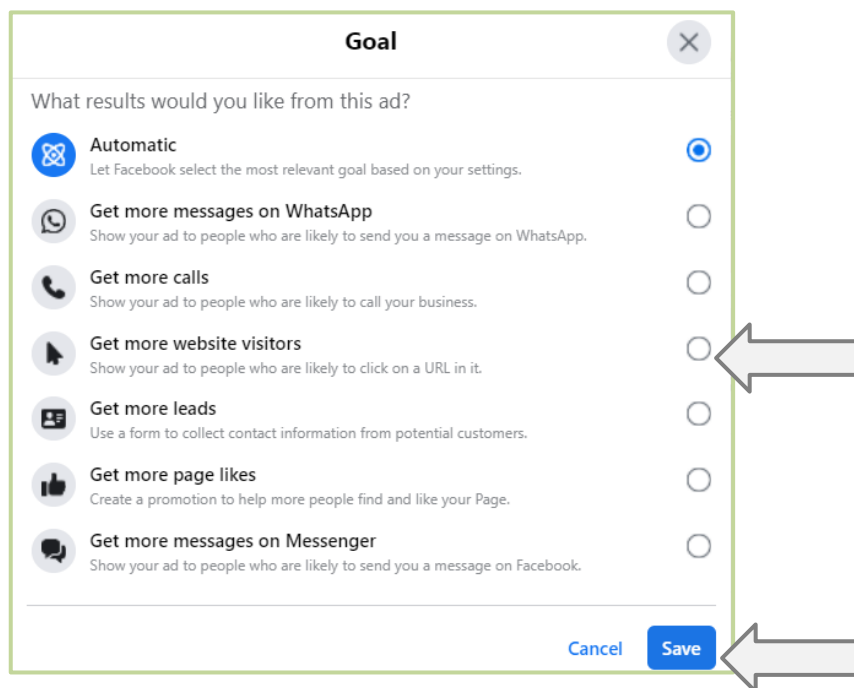 Goal
What results would you like from this ad?
Automatic
Let Facebook select the most relevant goal based on your settings.
Get more messages on WhatsApp
Show your ad to people who are likely to send you a message on WhatsApp.
Get more calls
Show your ad to people who are likely to call your business.
Get more website visitors
Show your ad to people who are likely to click on a URL in it.
Get more leads
Use a form to collect contact information from potential customers.
Get more page likes
Create a promotion to help more people find and like your Page.
Get more messages on Messenger
Show your ad to people who are likely to send you a message on Facebook.
Cancel Save